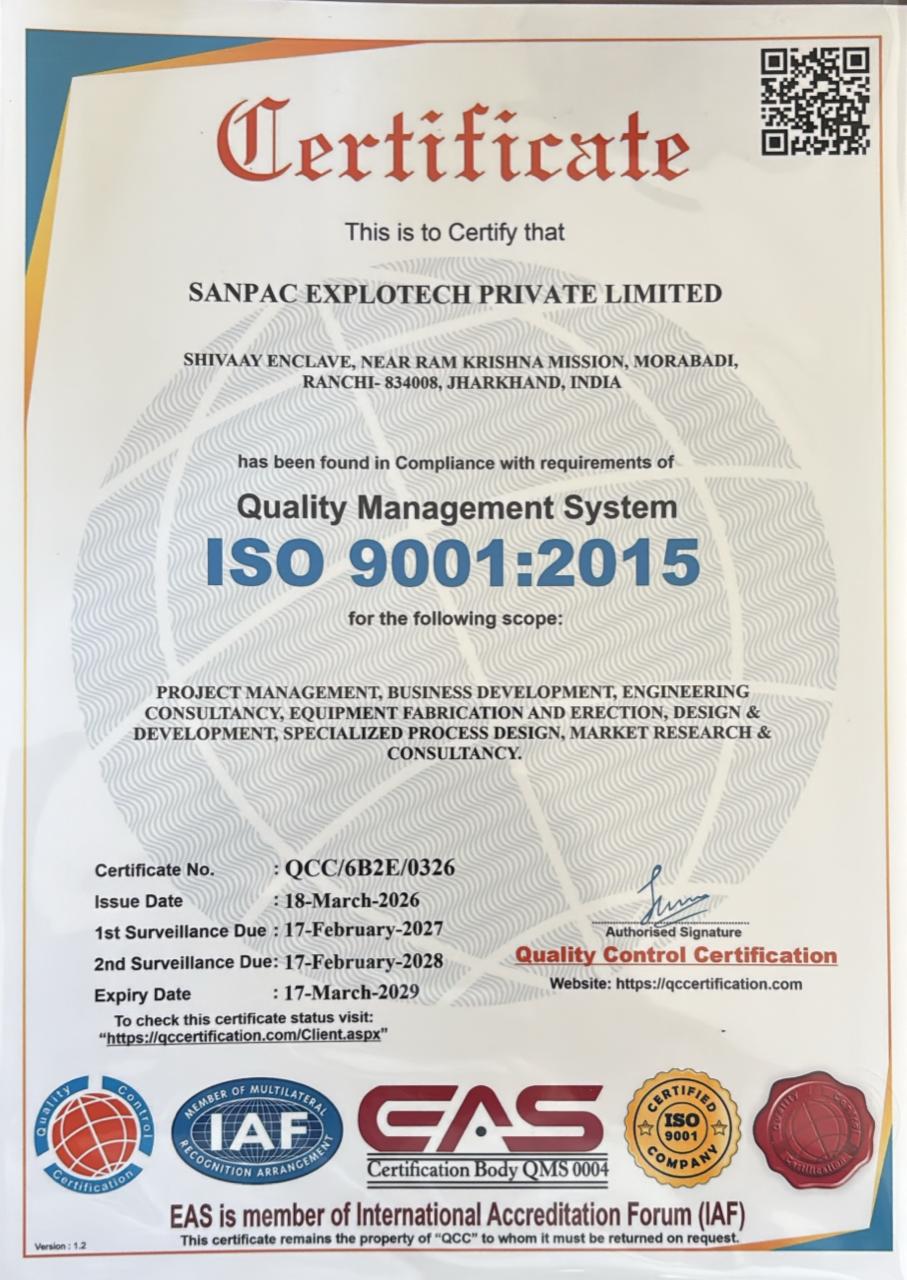 Certificate
This is to Certify that
SANPAC EXPLOTECH PRIVATE LIMITED
SHIVAAY ENCLAVE, NEAR RAM KRISHNA MISSION, MORABADI,
RANCHI- 834008, JHARKHAND, INDIA
has been found in Compliance with requirements of
Quality Management System
ISO 9001:2015
for the following scope:
PROJECT MANAGEMENT, BUSINESS DEVELOPMENT, ENGINEERING
CONSULTANCY, EQUIPMENT FABRICATION AND ERECTION, DESIGN &
DEVELOPMENT, SPECIALIZED PROCESS DESIGN, MARKET RESEARCH &
CONSULTANCY.
Certificate No. : QCC/6B2E/0326
Issue Date : 18-March-2026
1st Surveillance Due : 17-February-2027
2nd Surveillance Due: 17-February-2028
Expiry Date : 17-March-2029
To check this certificate status visit:
"https://qccertification.com/Client.aspx"
Authorised Signature
Quality Control Certification
Website: https://qccertification.com
Quality Control
Certification
MEMBER OF MULTILATERAL
IAF
RECOGNITION ARRANGEMENT
EAS
Certification Body QMS 0004
CERTIFIED
ISO
9001
COMPANY
Quality Control
Certification
EAS is member of International Accreditation Forum (IAF)
This certificate remains the property of "QCC" to whom it must be returned on request.
Version : 1.2